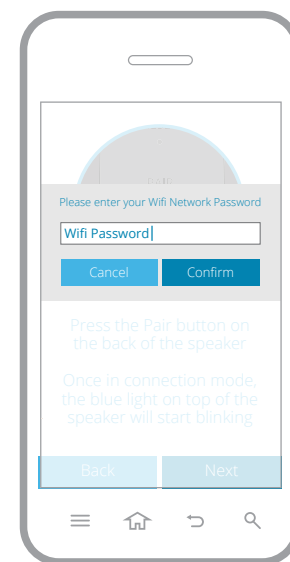 Please enter your Wifi Network Password
Wifi Password
Cancel
Confirm
Press the Pair button on
the back of the speaker
Once in connection mode,
the blue light on top of the
speaker will start blinking
Back
Next